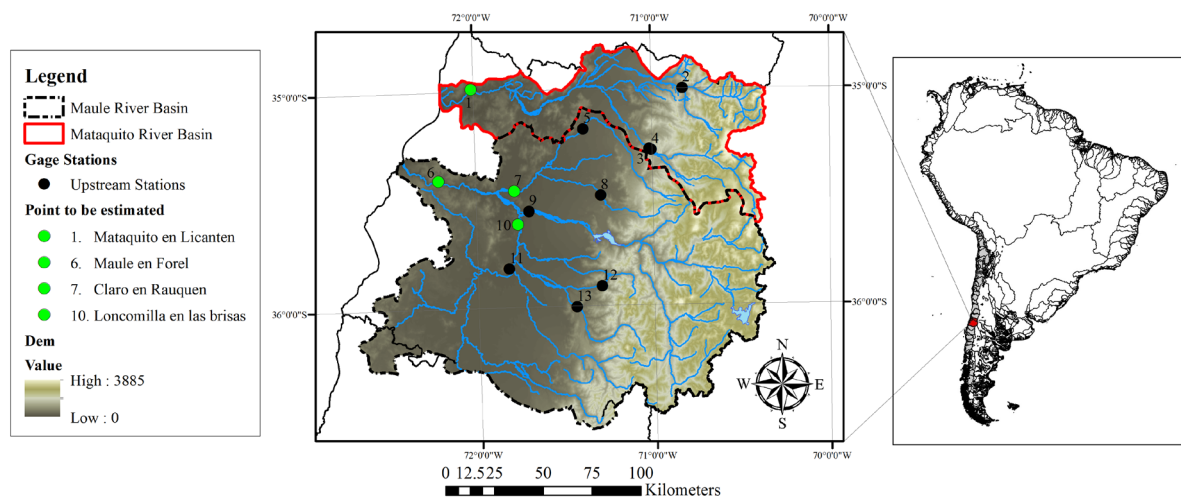 Legend
Maule River Basin
Mataquito River Basin
Gage Stations
Upstream Stations
Point to be estimated
1. Mataquito en Licanten
6. Maule en Forel
7. Claro en Rauquen
10. Loncomilla en las brisas
Dem
Value
High : 3885
Low : 0
72°0'0"W 71°0'0"W 70°0'0"W
35°0'0"S 35°0'0"S
36°0'0"S 36°0'0"S
72°0'0"W 71°0'0"W 70°0'0"W
1
2
5
4
3
6
7
8
9
10
11
12
13
N
W E
S
0 12.5 25 50 75 100
Kilometers